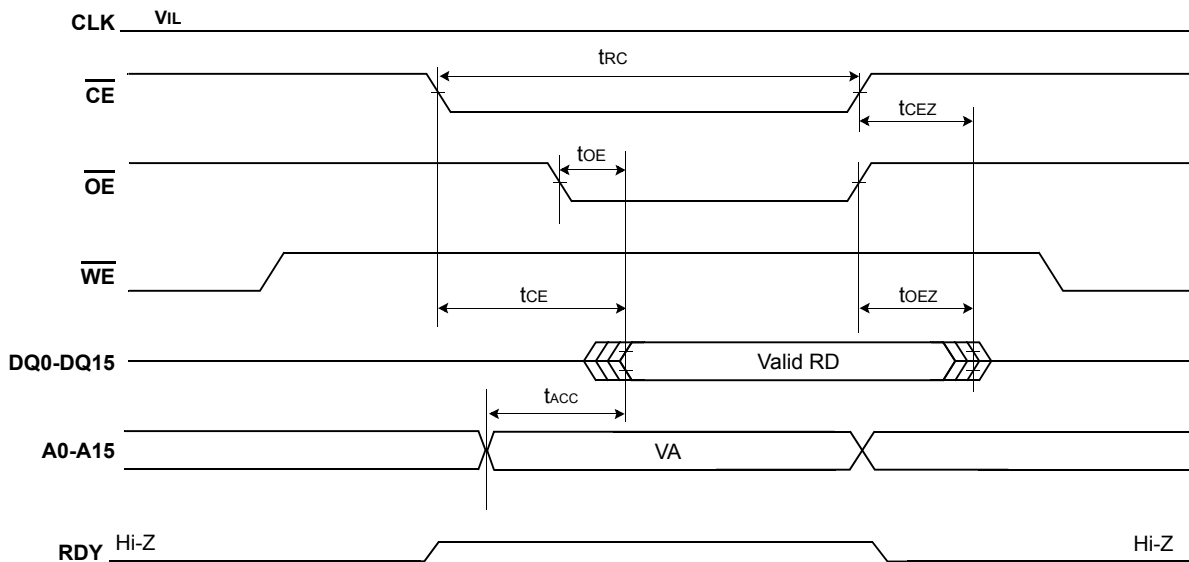 CLK VIL
tRC
CE
tCEZ
tOE
OE
WE
tCE
tOEZ
DQ0-DQ15 Valid RD
tACC
A0-A15 VA
RDY Hi-Z Hi-Z